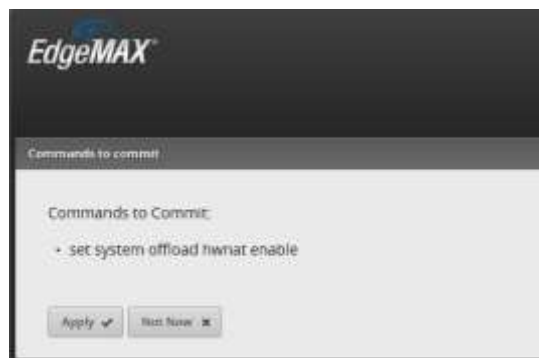 EdgeMAX
Commands to commit
Commands to Commit:
• set system offload hwnat enable
Apply ✔ Not Now ✖